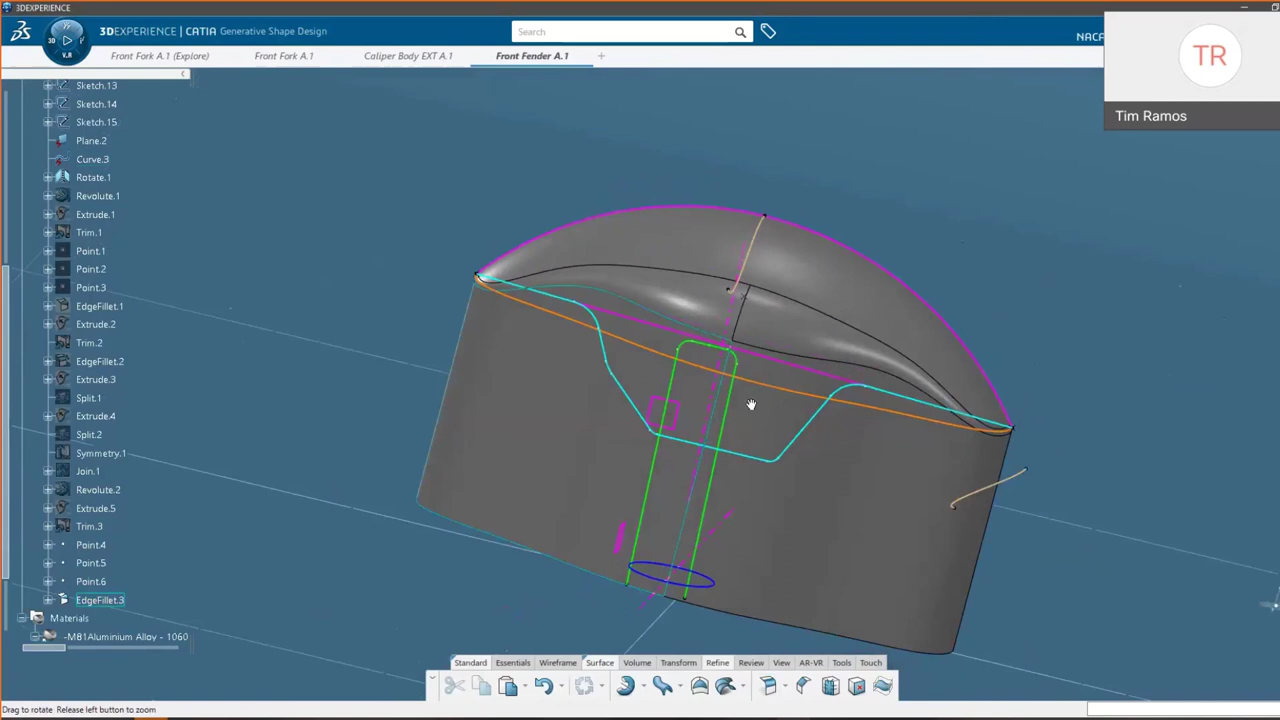 3DEXPERIENCE
3DEXPERIENCE | CATIA Generative Shape Design
3D
V.R
Search
NACA
Front Fork A.1 (Explore)
Front Fork A.1
Caliper Body EXT A.1
Front Fender A.1
+
TR
Tim Ramos
Sketch.13
Sketch.14
Sketch.15
Plane.2
Curve.3
Rotate.1
Revolute.1
Extrude.1
Trim.1
Point.1
Point.2
Point.3
EdgeFillet.1
Extrude.2
Trim.2
EdgeFillet.2
Extrude.3
Split.1
Extrude.4
Split.2
Symmetry.1
Join.1
Revolute.2
Extrude.5
Trim.3
Point.4
Point.5
Point.6
EdgeFillet.3
Materials
-M81Aluminium Alloy - 1060
Standard
Essentials
Wireframe
Surface
Volume
Transform
Refine
Review
View
AR-VR
Tools
Touch
Drag to rotate Release left button to zoom